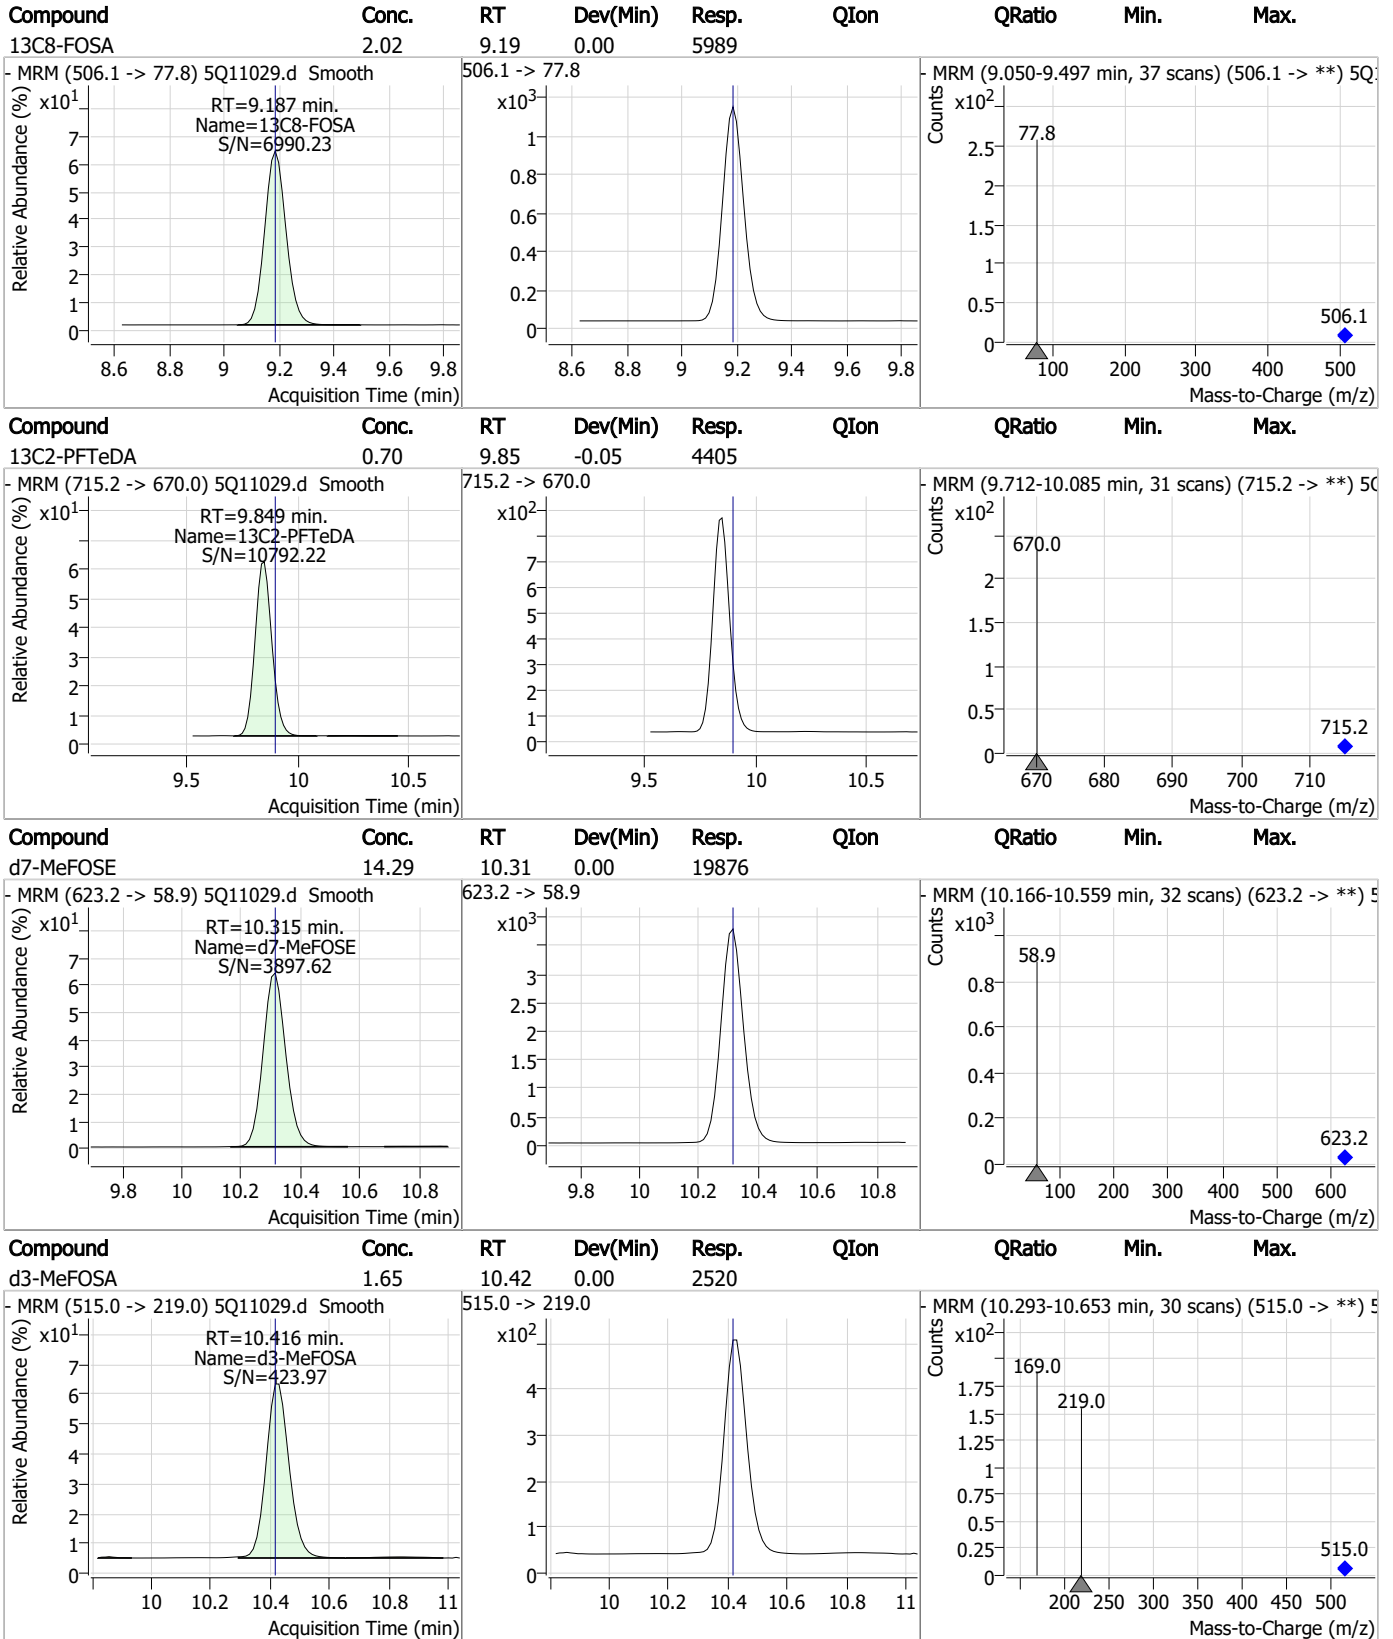 Compound Conc. RT Dev(Min) Resp. QIon QRatio Min. Max.
13C8-FOSA 2.02 9.19 0.00 5989
- MRM (506.1 -> 77.8) 5Q11029.d Smooth
Relative Abundance (%)
x10¹
RT=9.187 min.
Name=13C8-FOSA
S/N=6990.23
7
6
5
4
3
2
1
0
8.6 8.8 9 9.2 9.4 9.6 9.8
Acquisition Time (min)
506.1 -> 77.8
x10³
1
0.8
0.6
0.4
0.2
0
8.6 8.8 9 9.2 9.4 9.6 9.8
- MRM (9.050-9.497 min, 37 scans) (506.1 -> **) 5Q
Counts
x10²
77.8
2.5
2
1.5
1
0.5
506.1
0
100 200 300 400 500
Mass-to-Charge (m/z)
Compound Conc. RT Dev(Min) Resp. QIon QRatio Min. Max.
13C2-PFTeDA 0.70 9.85 -0.05 4405
- MRM (715.2 -> 670.0) 5Q11029.d Smooth
Relative Abundance (%)
x10¹
RT=9.849 min.
Name=13C2-PFTeDA
S/N=10792.22
6
5
4
3
2
1
0
9.5 10 10.5
Acquisition Time (min)
715.2 -> 670.0
x10²
7
6
5
4
3
2
1
0
9.5 10 10.5
- MRM (9.712-10.085 min, 31 scans) (715.2 -> **) 5Q
Counts
x10²
670.0
2
1.5
1
0.5
715.2
0
670 680 690 700 710
Mass-to-Charge (m/z)
Compound Conc. RT Dev(Min) Resp. QIon QRatio Min. Max.
d7-MeFOSE 14.29 10.31 0.00 19876
- MRM (623.2 -> 58.9) 5Q11029.d Smooth
Relative Abundance (%)
x10¹
RT=10.315 min.
Name=d7-MeFOSE
S/N=3897.62
7
6
5
4
3
2
1
0
9.8 10 10.2 10.4 10.6 10.8
Acquisition Time (min)
623.2 -> 58.9
x10³
3
2.5
2
1.5
1
0.5
0
9.8 10 10.2 10.4 10.6 10.8
- MRM (10.166-10.559 min, 32 scans) (623.2 -> **) 5
Counts
x10³
58.9
0.8
0.6
0.4
0.2
623.2
0
100 200 300 400 500 600
Mass-to-Charge (m/z)
Compound Conc. RT Dev(Min) Resp. QIon QRatio Min. Max.
d3-MeFOSA 1.65 10.42 0.00 2520
- MRM (515.0 -> 219.0) 5Q11029.d Smooth
Relative Abundance (%)
x10¹
RT=10.416 min.
Name=d3-MeFOSA
S/N=423.97
7
6
5
4
3
2
1
0
10 10.2 10.4 10.6 10.8 11
Acquisition Time (min)
515.0 -> 219.0
x10²
4
3
2
1
0
10 10.2 10.4 10.6 10.8 11
- MRM (10.293-10.653 min, 30 scans) (515.0 -> **) 5
Counts
x10²
169.0
219.0
1.75
1.5
1.25
1
0.75
0.5
0.25
515.0
0
200 250 300 350 400 450 500
Mass-to-Charge (m/z)